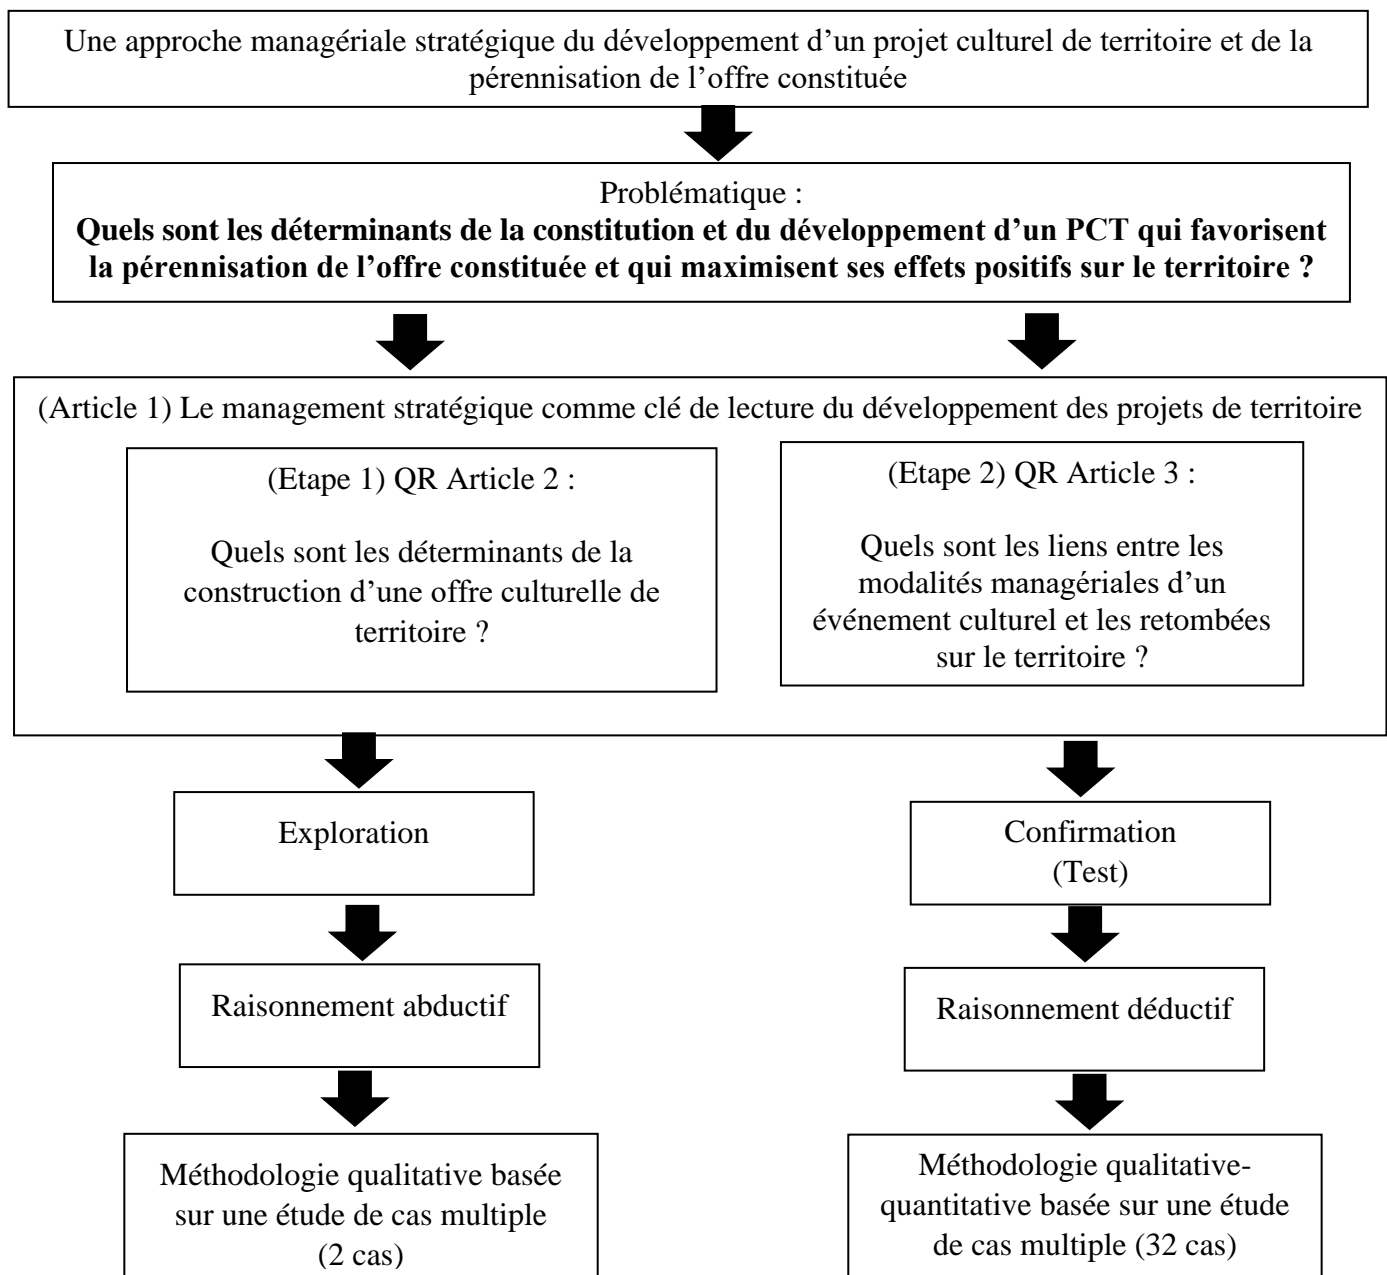 Une approche managériale stratégique du développement d’un projet culturel de territoire et de la
pérennisation de l’offre constituée
Problématique :
Quels sont les déterminants de la constitution et du développement d’un PCT qui favorisent
la pérennisation de l’offre constituée et qui maximisent ses effets positifs sur le territoire ?
(Article 1) Le management stratégique comme clé de lecture du développement des projets de territoire
(Etape 1) QR Article 2 :
Quels sont les déterminants de la
construction d’une offre culturelle de
territoire ?
(Etape 2) QR Article 3 :
Quels sont les liens entre les
modalités managériales d’un
événement culturel et les retombées
sur le territoire ?
Exploration
Confirmation
(Test)
Raisonnement abductif
Raisonnement déductif
Méthodologie qualitative basée
sur une étude de cas multiple
(2 cas)
Méthodologie qualitative-
quantitative basée sur une étude
de cas multiple (32 cas)